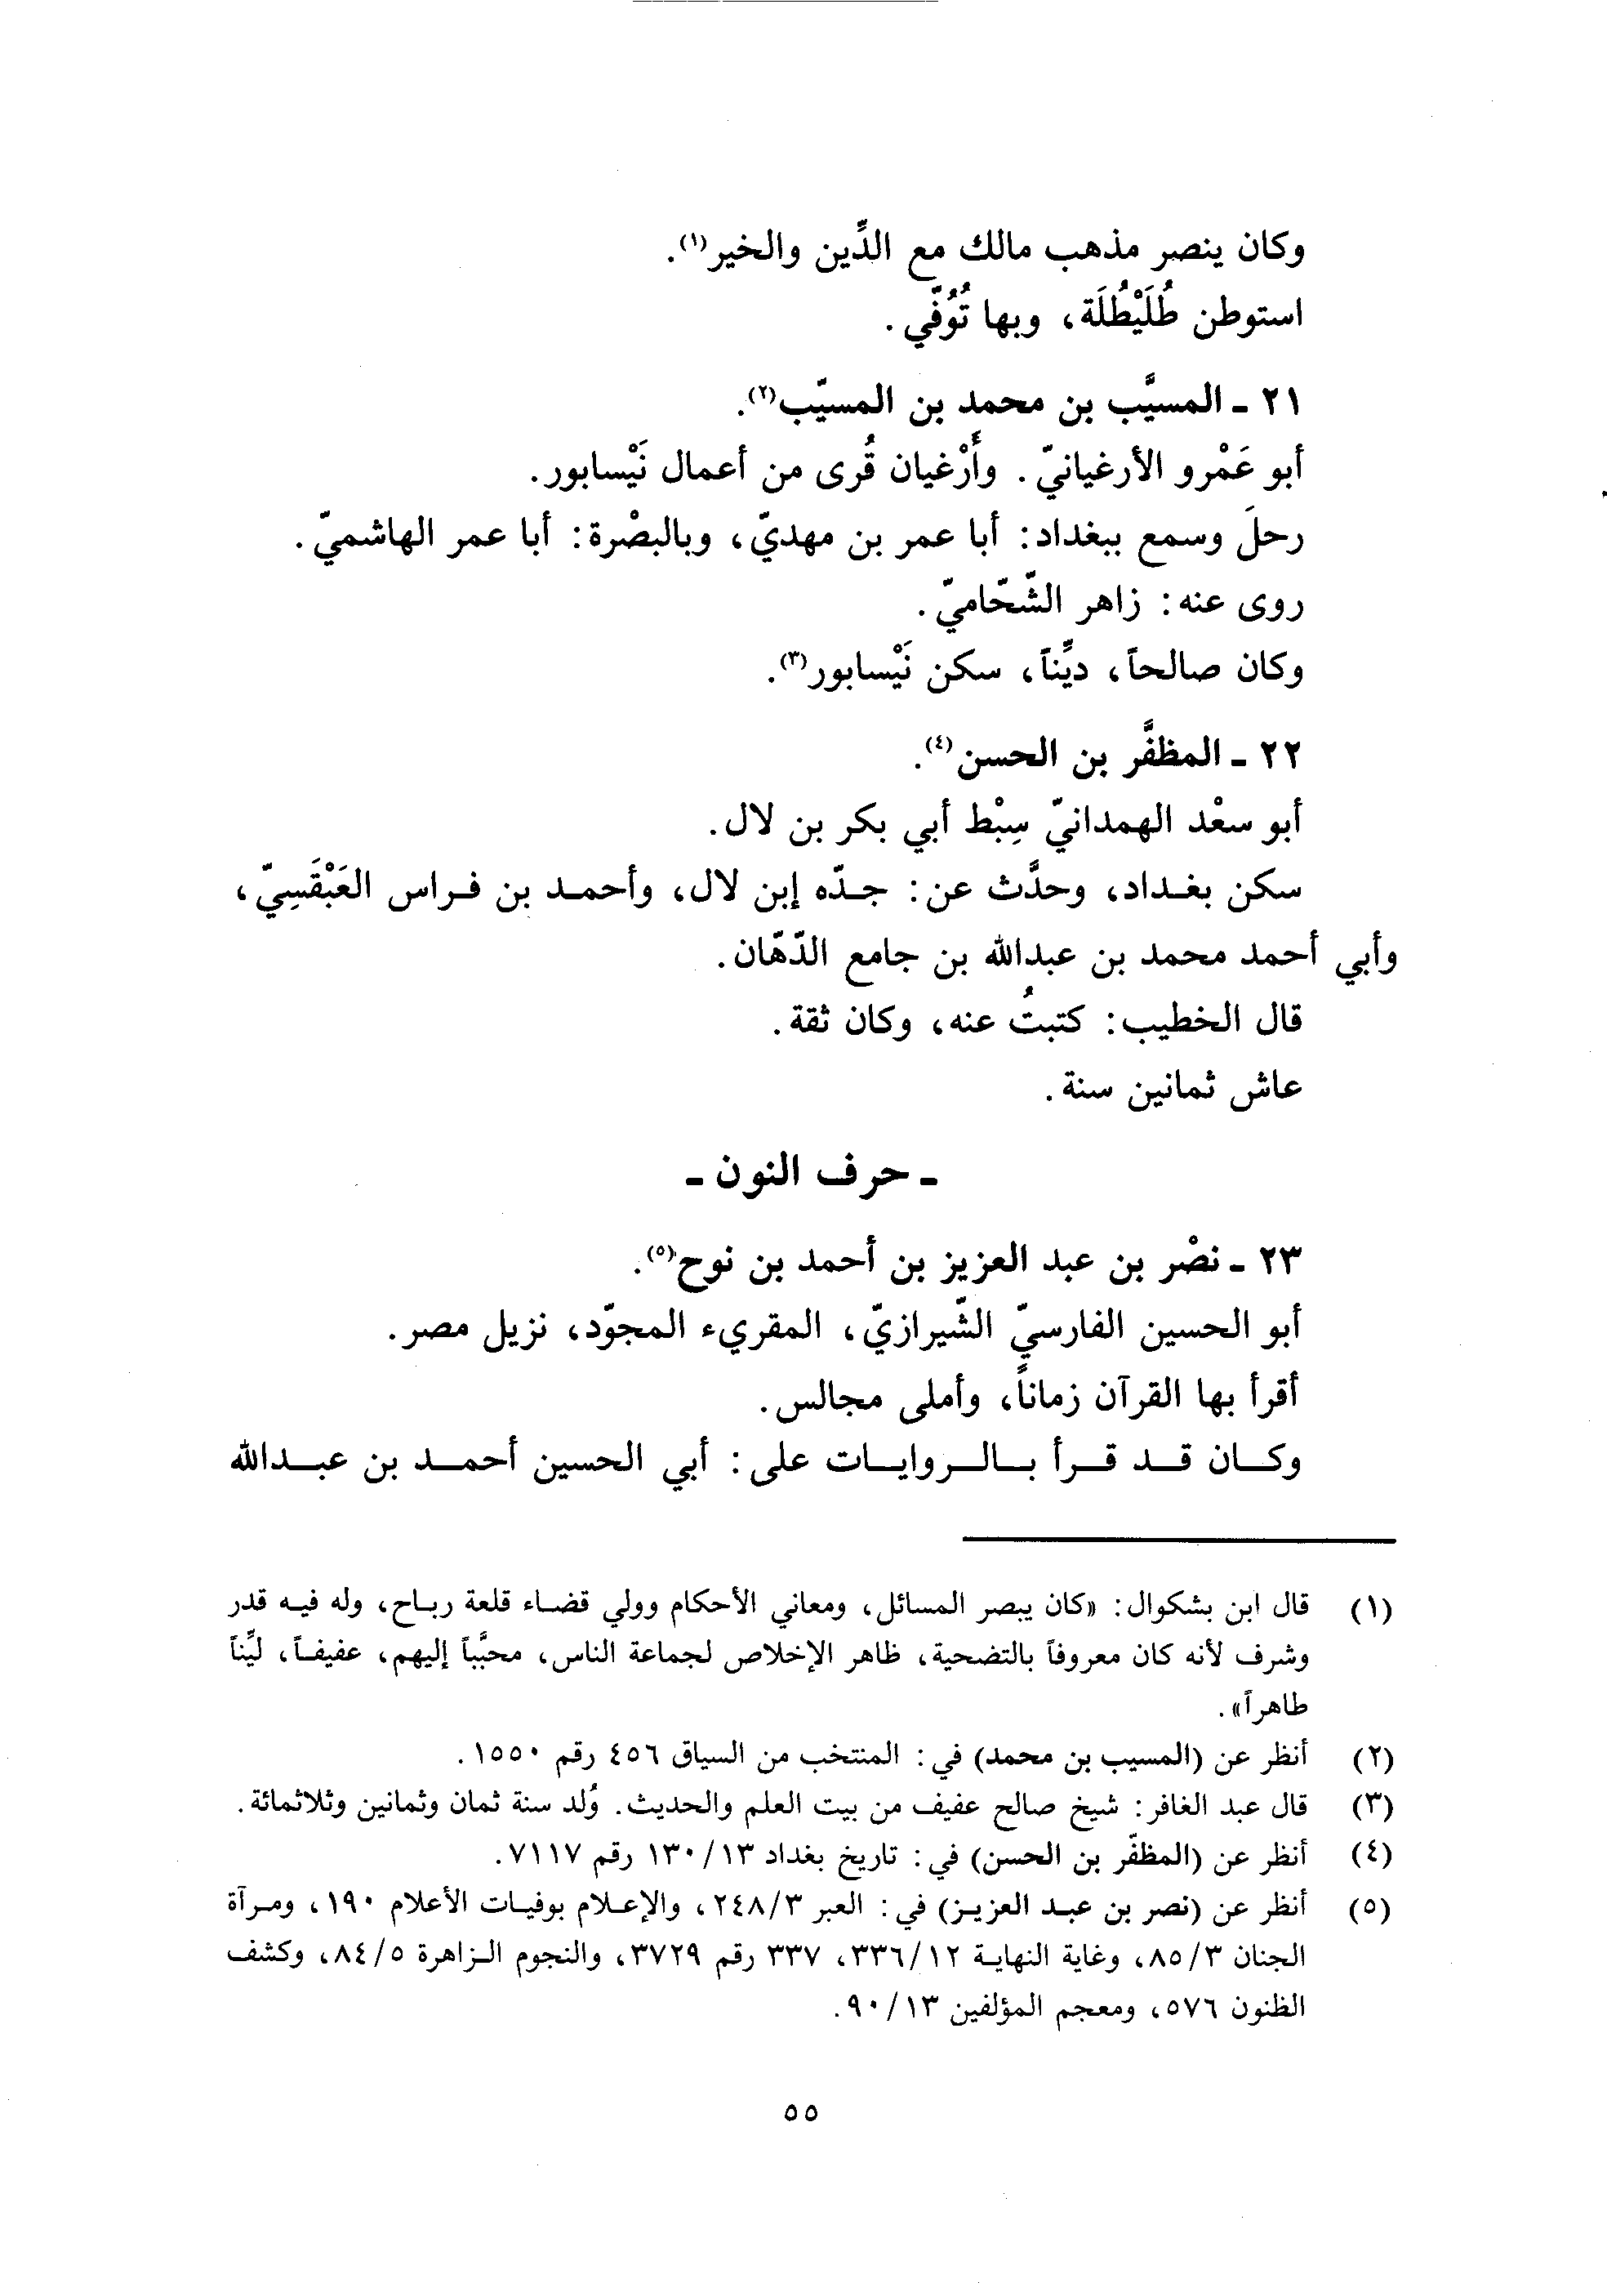 وكان ينصر مذهب مالك مع الدِّين والخير(١).
استوطن طُلَيْطُلَة، وبها تُوُفّي.
٢١ ـ المسيَّب بن محمد بن المسيّب(٢).
أبو عَمْرو الأرغيانيّ. وأَرْغيان قُرى من أعمال نَيْسابور.
رحلَ وسمع ببغداد: أبا عمر بن مهديّ، وبالبصْرة: أبا عمر الهاشميّ.
روى عنه: زاهر الشّحّاميّ.
وكان صالحاً، ديِّناً، سكن نَيْسابور(٣).
٢٢ ـ المظفَّر بن الحسن(٤).
أبو سعْد الهمدانيّ سِبْط أبي بكر بن لال.
سكن بغداد، وحدَّث عن: جدّه إبن لال، وأحمد بن فراس العَبْقَسِيّ،
وأبي أحمد محمد بن عبدالله بن جامع الدّهّان.
قال الخطيب: كتبتُ عنه، وكان ثقة.
عاش ثمانين سنة.
ـ حرف النون ـ
٢٣ ـ نصْر بن عبد العزيز بن أحمد بن نوح(٥).
أبو الحسين الفارسيّ الشّيرازيّ، المقريء المجوّد، نزيل مصر.
أقرأ بها القرآن زماناً، وأملى مجالس.
وكان قد قرأ بالروايات على: أبي الحسين أحمد بن عبدالله
(١) قال ابن بشكوال: «كان يبصر المسائل، ومعاني الأحكام وولي قضاء قلعة رباح، وله فيه قدر
وشرف لأنه كان معروفاً بالتضحية، ظاهر الإخلاص لجماعة الناس، محبَّباً إليهم، عفيفاً، ليِّناً
طاهراً».
(٢) أنظر عن (المسيب بن محمد) في: المنتخب من السياق ٤٥٦ رقم ١٥٥٠.
(٣) قال عبد الغافر: شيخ صالح عفيف من بيت العلم والحديث. وُلد سنة ثمان وثمانين وثلاثمائة.
(٤) أنظر عن (المظفّر بن الحسن) في: تاريخ بغداد ١٣/١٣٠ رقم ٧١١٧.
(٥) أنظر عن (نصر بن عبد العزيز) في: العبر ٣/٢٤٨، والإعلام بوفيات الأعلام ١٩٠، ومرآة
الجنان ٣/٨٥، وغاية النهاية ١٢/٣٣٦، ٣٣٧ رقم ٣٧٢٩، والنجوم الزاهرة ٥/٨٤، وكشف
الظنون ٥٧٦، ومعجم المؤلفين ١٣/٩٠.
٥٥